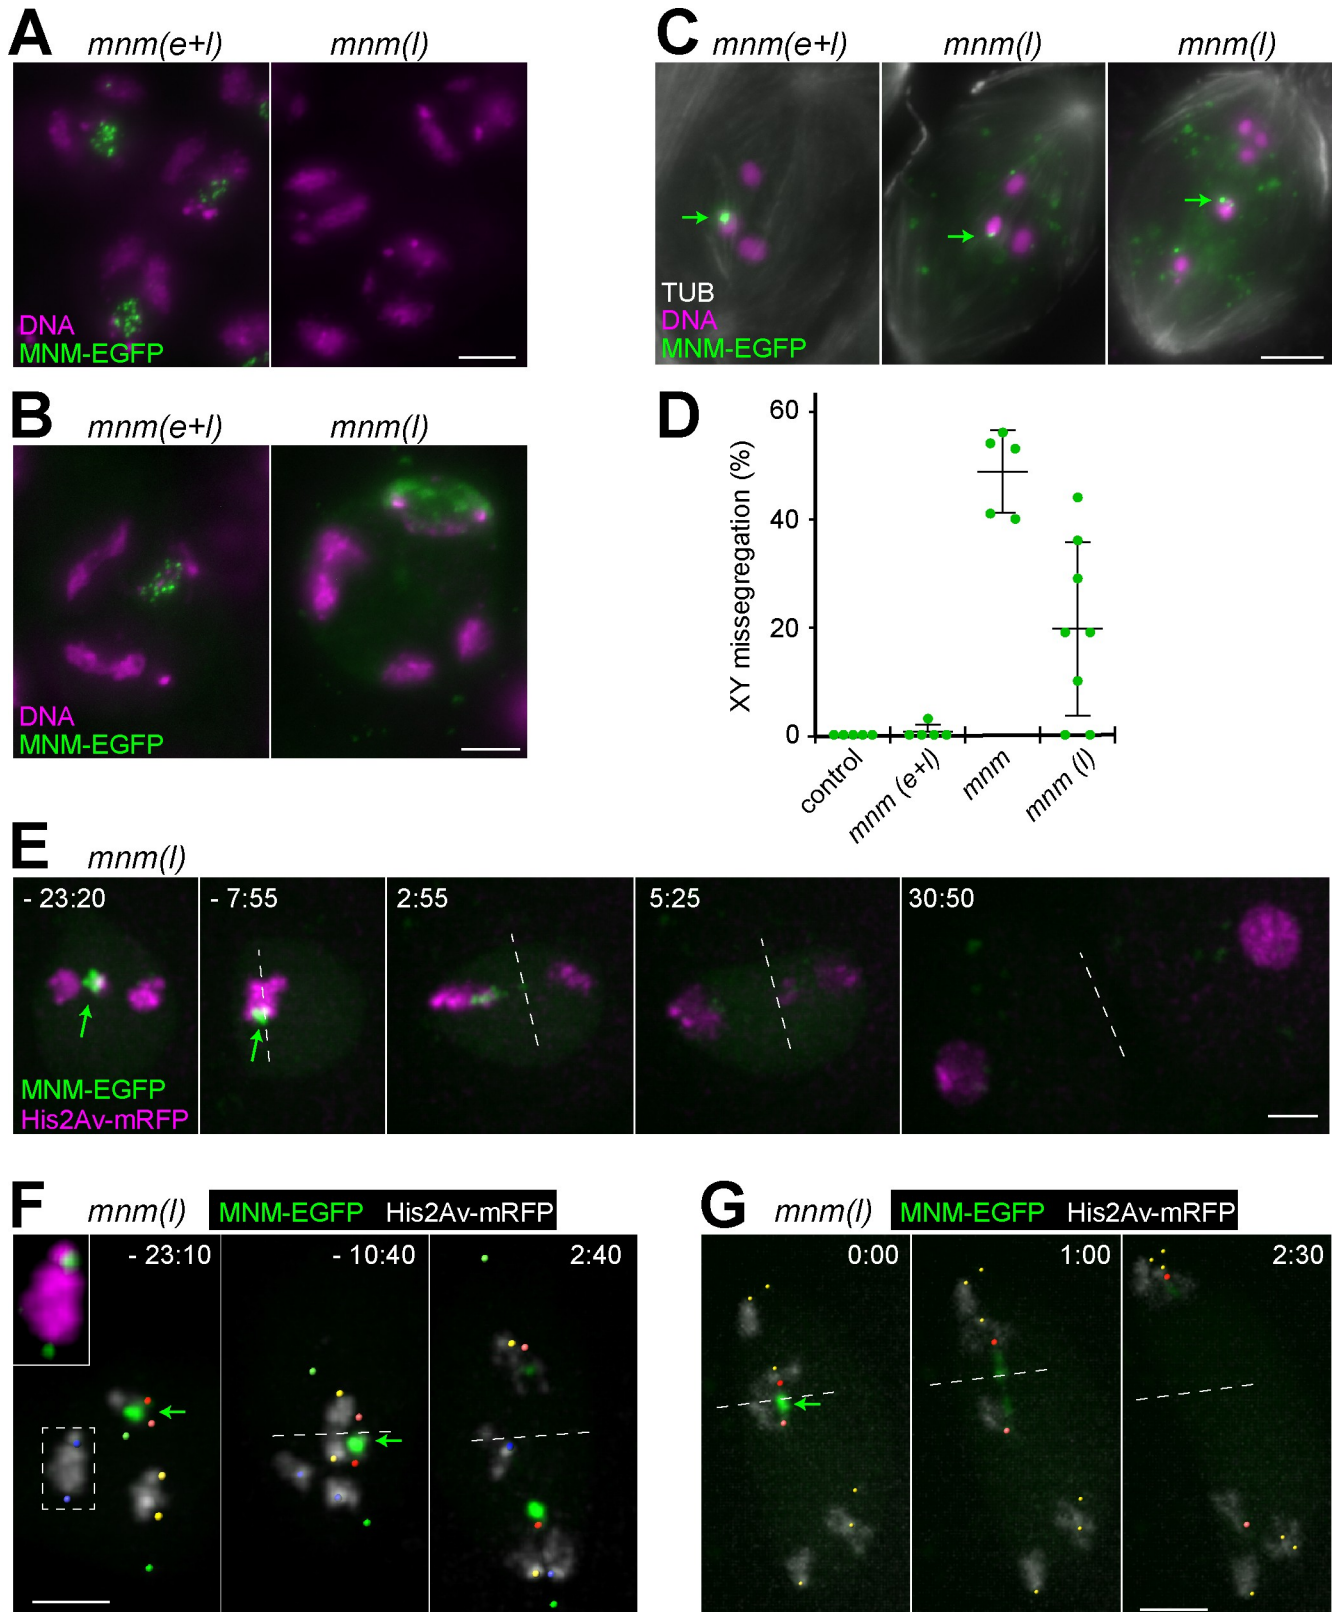 A
mnm(e+l) mnm(l)
DNA
MNM-EGFP
B
mnm(e+l) mnm(l)
DNA
MNM-EGFP
C
mnm(e+l) mnm(l) mnm(l)
TUB
DNA
MNM-EGFP
D
XY missegregation (%)
60
40
20
0
control
mnm (e+l)
mnm
mnm (l)
E
mnm(l)
- 23:20 - 7:55 2:55 5:25 30:50
MNM-EGFP
His2Av-mRFP
F
mnm(l) MNM-EGFP His2Av-mRFP
- 23:10 - 10:40 2:40
G
mnm(l) MNM-EGFP His2Av-mRFP
0:00 1:00 2:30